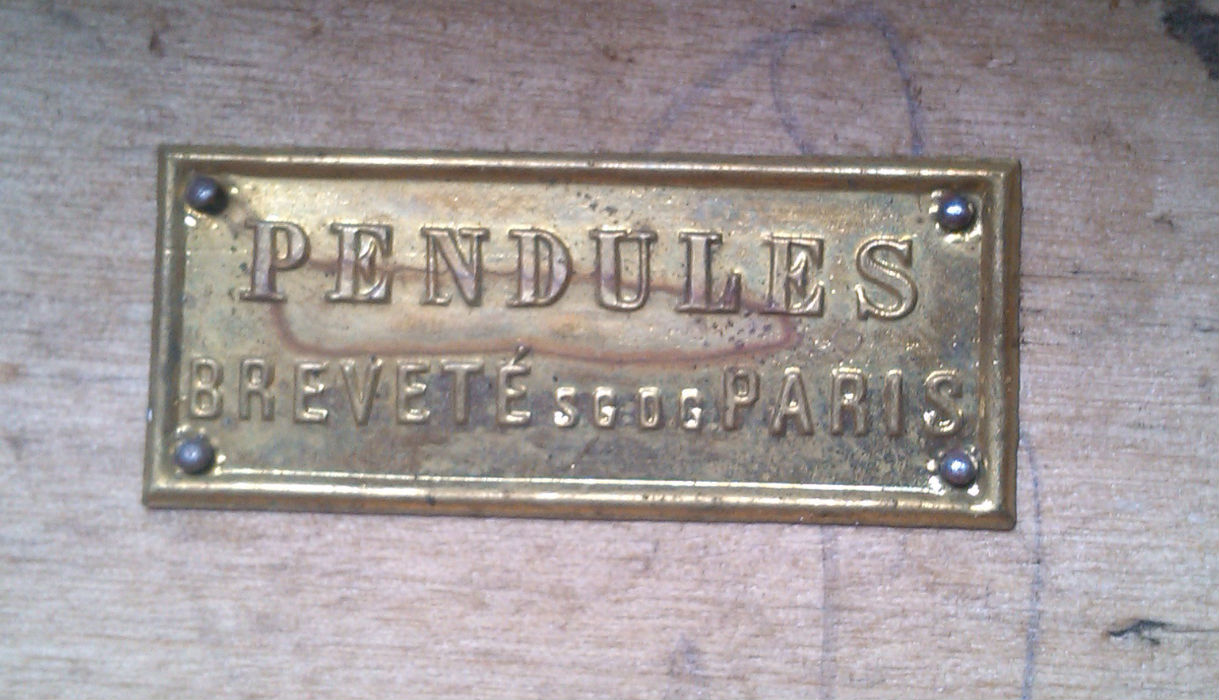 PENDULES
BREVETÉ S.G.D.G. PARIS